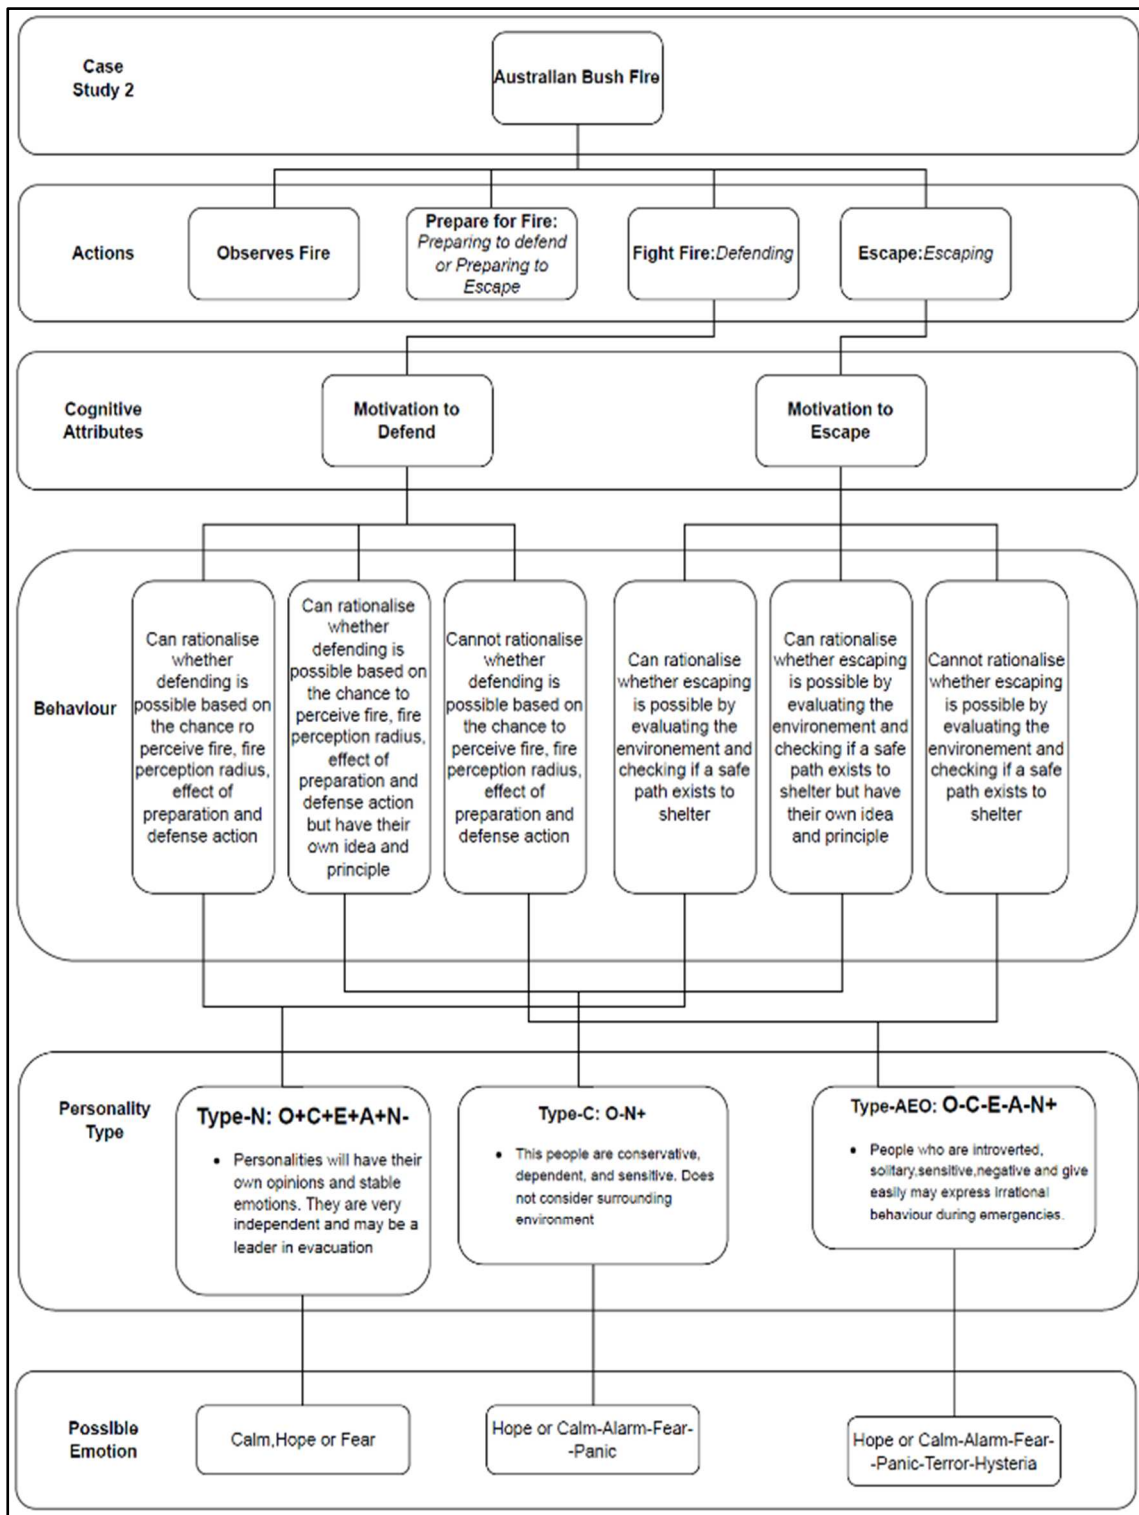 Case
Study 2
Australian Bush FIre
Actions
Observes Fire
Prepare for Fire:
Preparing to defend
or Preparing to
Escape
Fight Fire:Defending
Escape:Escaping
Cognitive
Attributes
Motivation to
Defend
Motivation to
Escape
Behaviour
Can rationalise
whether
defending is
possible based on
the chance ro
perceive fire, fire
perception radius,
effect of
preparation and
defense action
Can rationalise
whether
defending is
possible based on
the chance to
perceive fire, fire
perception radius,
effect of
preparation and
defense action
but have their
own idea and
principle
Cannot rationalise
whether
defending is
possible based on
the chance to
perceive fire, fire
perception radius,
effect of
preparation and
defense action
Can rationalise
whether escaping
is possible by
evaluating the
environement and
checking if a safe
path exists to
shelter
Can rationalise
whether escaping
is possible by
evaluating the
environement and
checking if a safe
path exists to
shelter but have
their own idea
and principle
Cannot rationalise
whether escaping
is possible by
evaluating the
environement and
checking if a safe
path exists to
shelter
Personality
Type
Type-N: O+C+E+A+N-
• Personalities will have their
own opinions and stable
emotions. They are very
independent and may be a
leader in evacuation
Type-C: O-N+
• This people are conservative,
dependent, and sensitive. Does
not consider surrounding
environment
Type-AEO: O-C-E-A-N+
• People who are introverted,
solitary,sensitive,negative and give
easily may express irrational
behaviour during emergencies.
Possible
Emotion
Calm,Hope or Fear
Hope or Calm-Alarm-Fear-
-Panic
Hope or Calm-Alarm-Fear-
-Panic-Terror-Hysteria